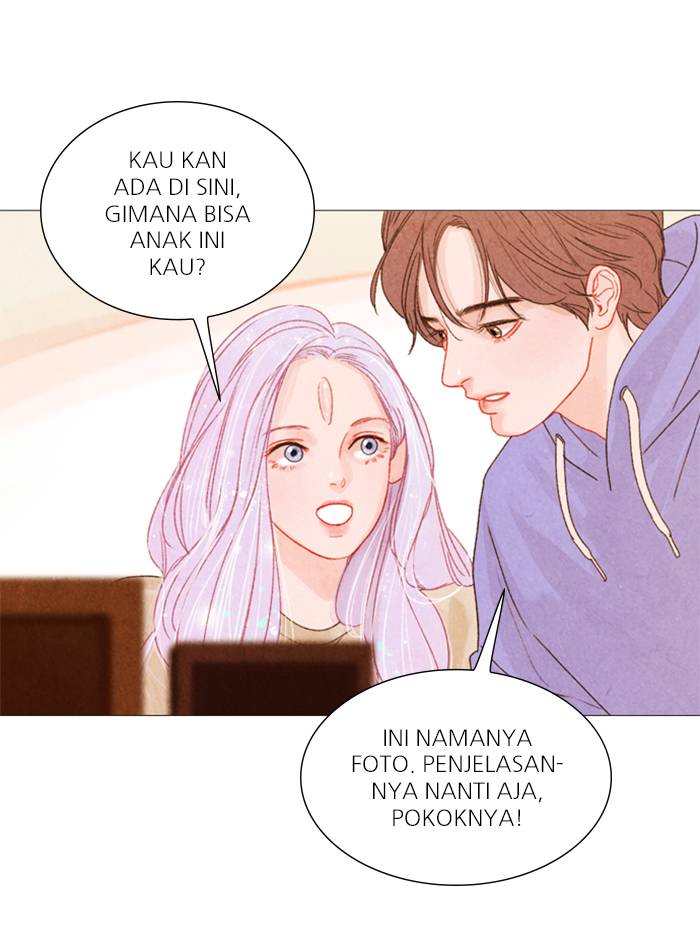 KAU KAN
ADA DI SINI,
GIMANA BISA
ANAK INI
KAU?
INI NAMANYA
FOTO. PENJELASAN-
NYA NANTI AJA,
POKOKNYA!